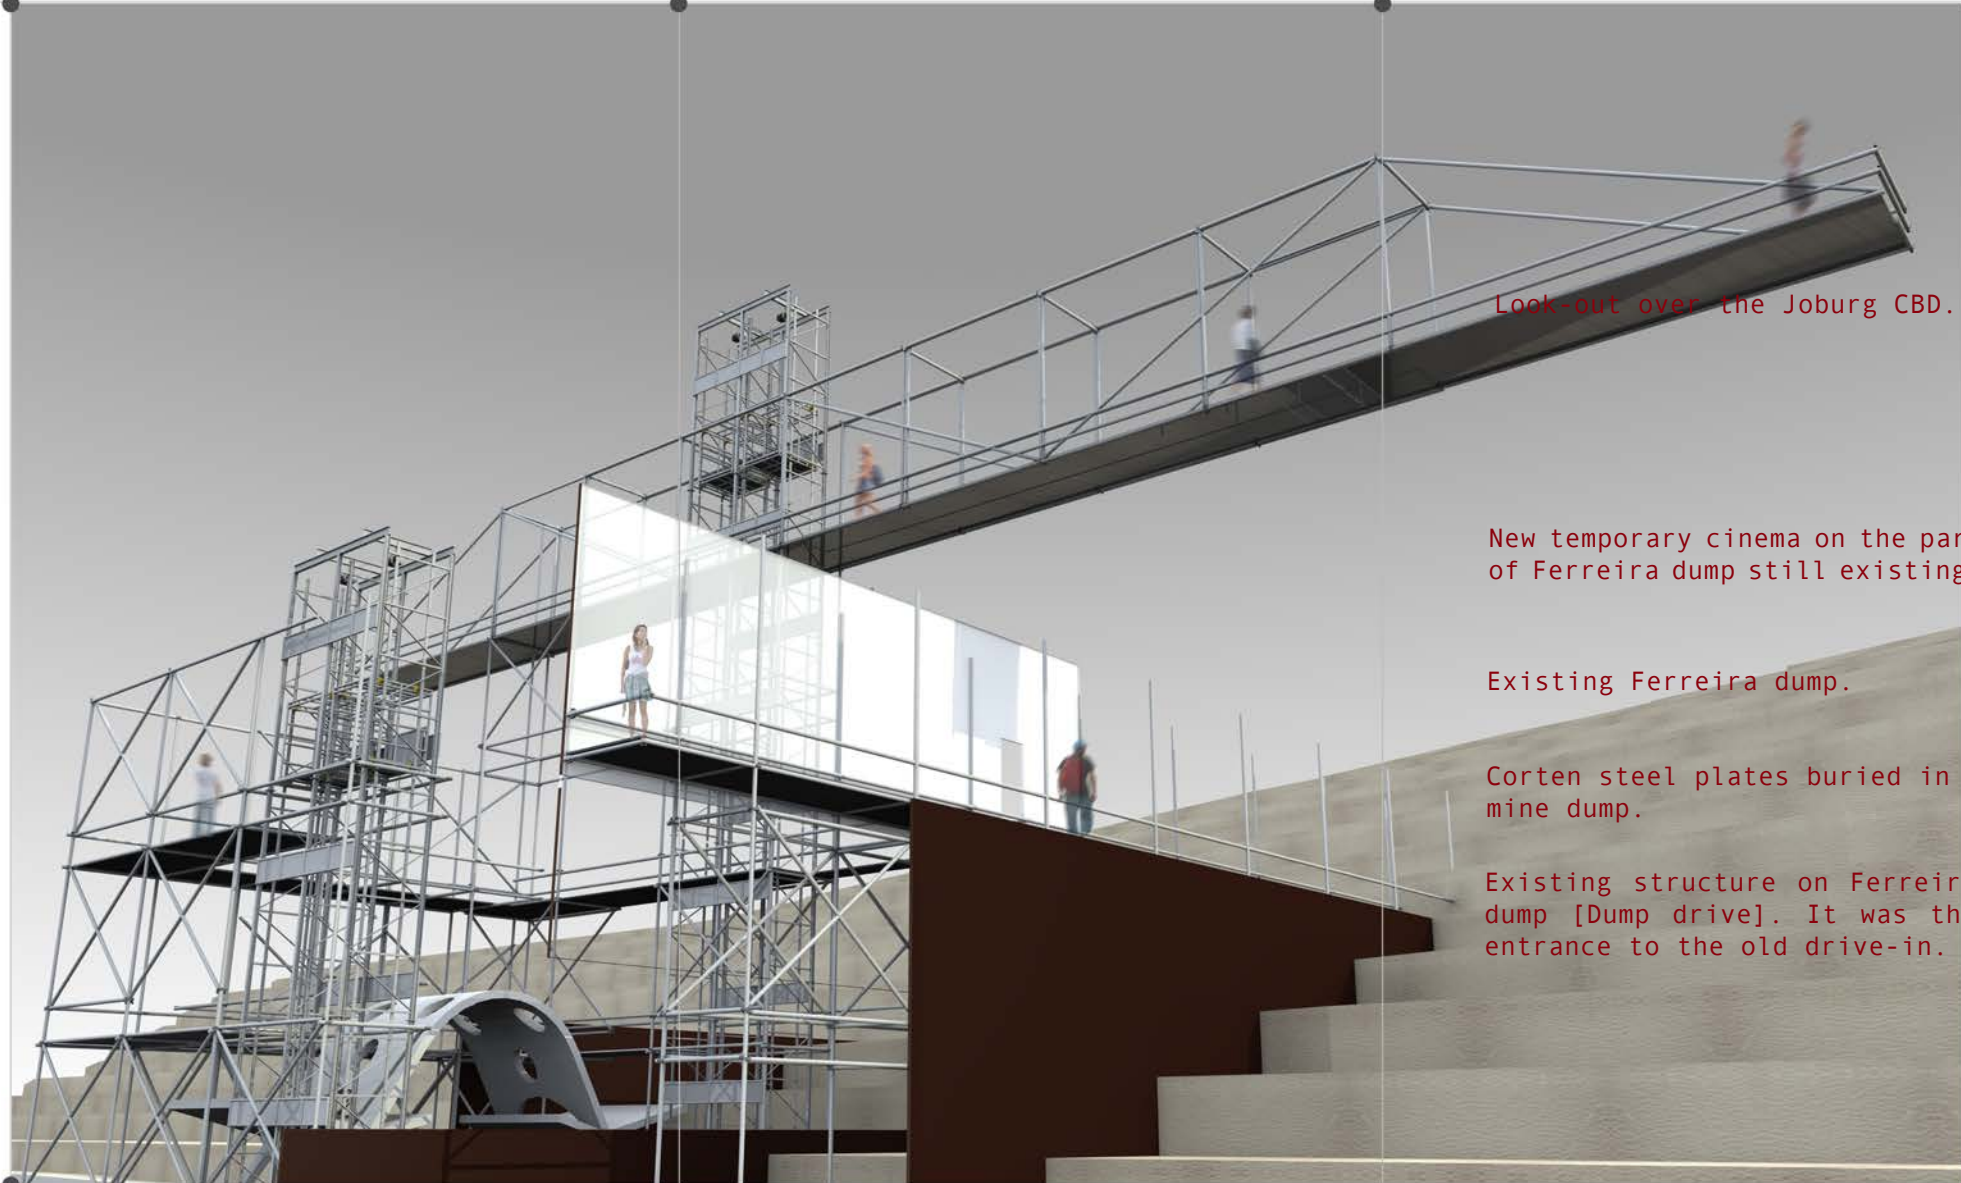 Look-out over the Joburg CBD.
New temporary cinema on the par
of Ferreira dump still existing
Existing Ferreira dump.
Corten steel plates buried in
mine dump.
Existing structure on Ferreir
dump [Dump drive]. It was th
entrance to the old drive-in.